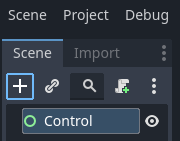 Scene Project Debug
Scene Import
Control